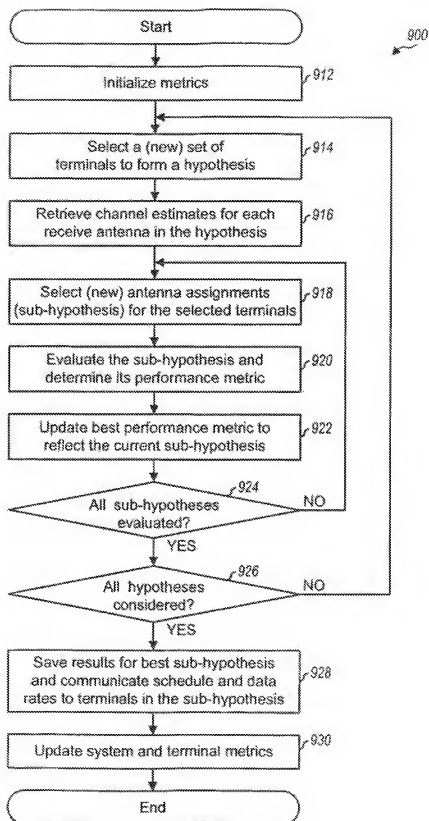 Start
900
Initialize metrics
912
Select a (new) set of
terminals to form a hypothesis
914
Retrieve channel estimates for each
receive antenna in the hypothesis
916
Select (new) antenna assignments
(sub-hypothesis) for the selected terminals
918
Evaluate the sub-hypothesis and
determine its performance metric
920
Update best performance metric to
reflect the current sub-hypothesis
922
924
All sub-hypotheses
evaluated?
NO
YES
926
All hypotheses
considered?
NO
YES
Save results for best sub-hypothesis
and communicate schedule and data
rates to terminals in the sub-hypothesis
928
Update system and terminal metrics
930
End